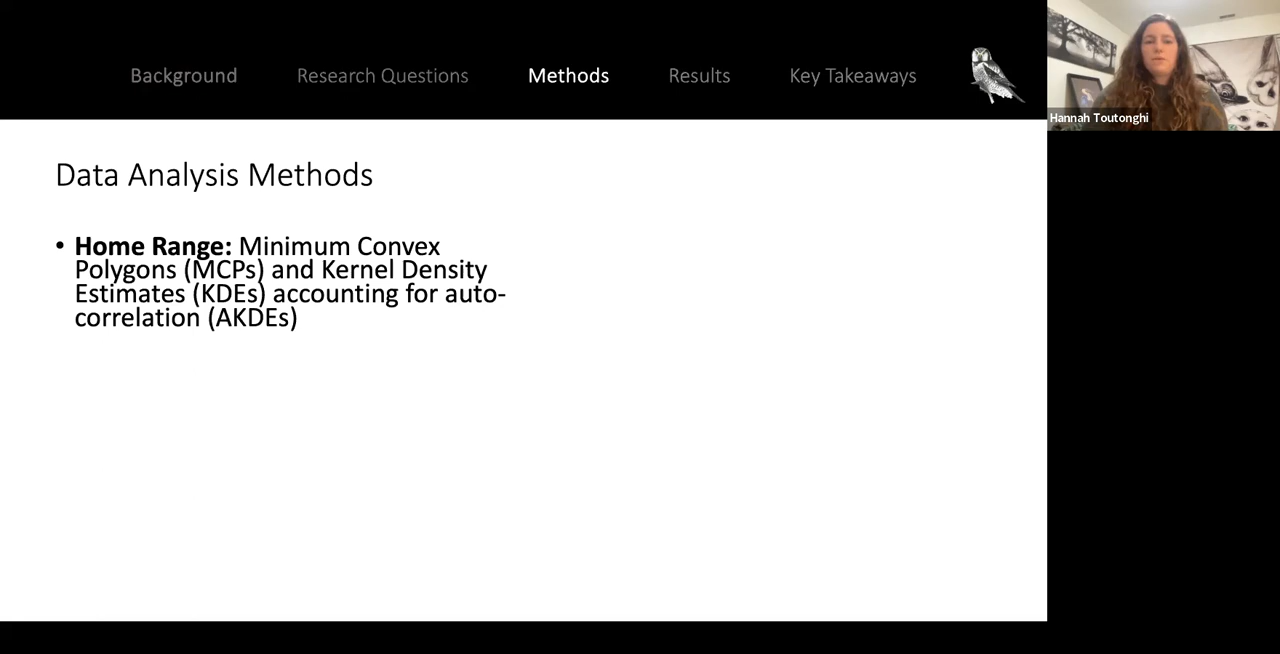 Background Research Questions Methods Results Key Takeaways
Hannah Toutonghi
Data Analysis Methods
• Home Range: Minimum Convex
Polygons (MCPs) and Kernel Density
Estimates (KDEs) accounting for auto-
correlation (AKDEs)